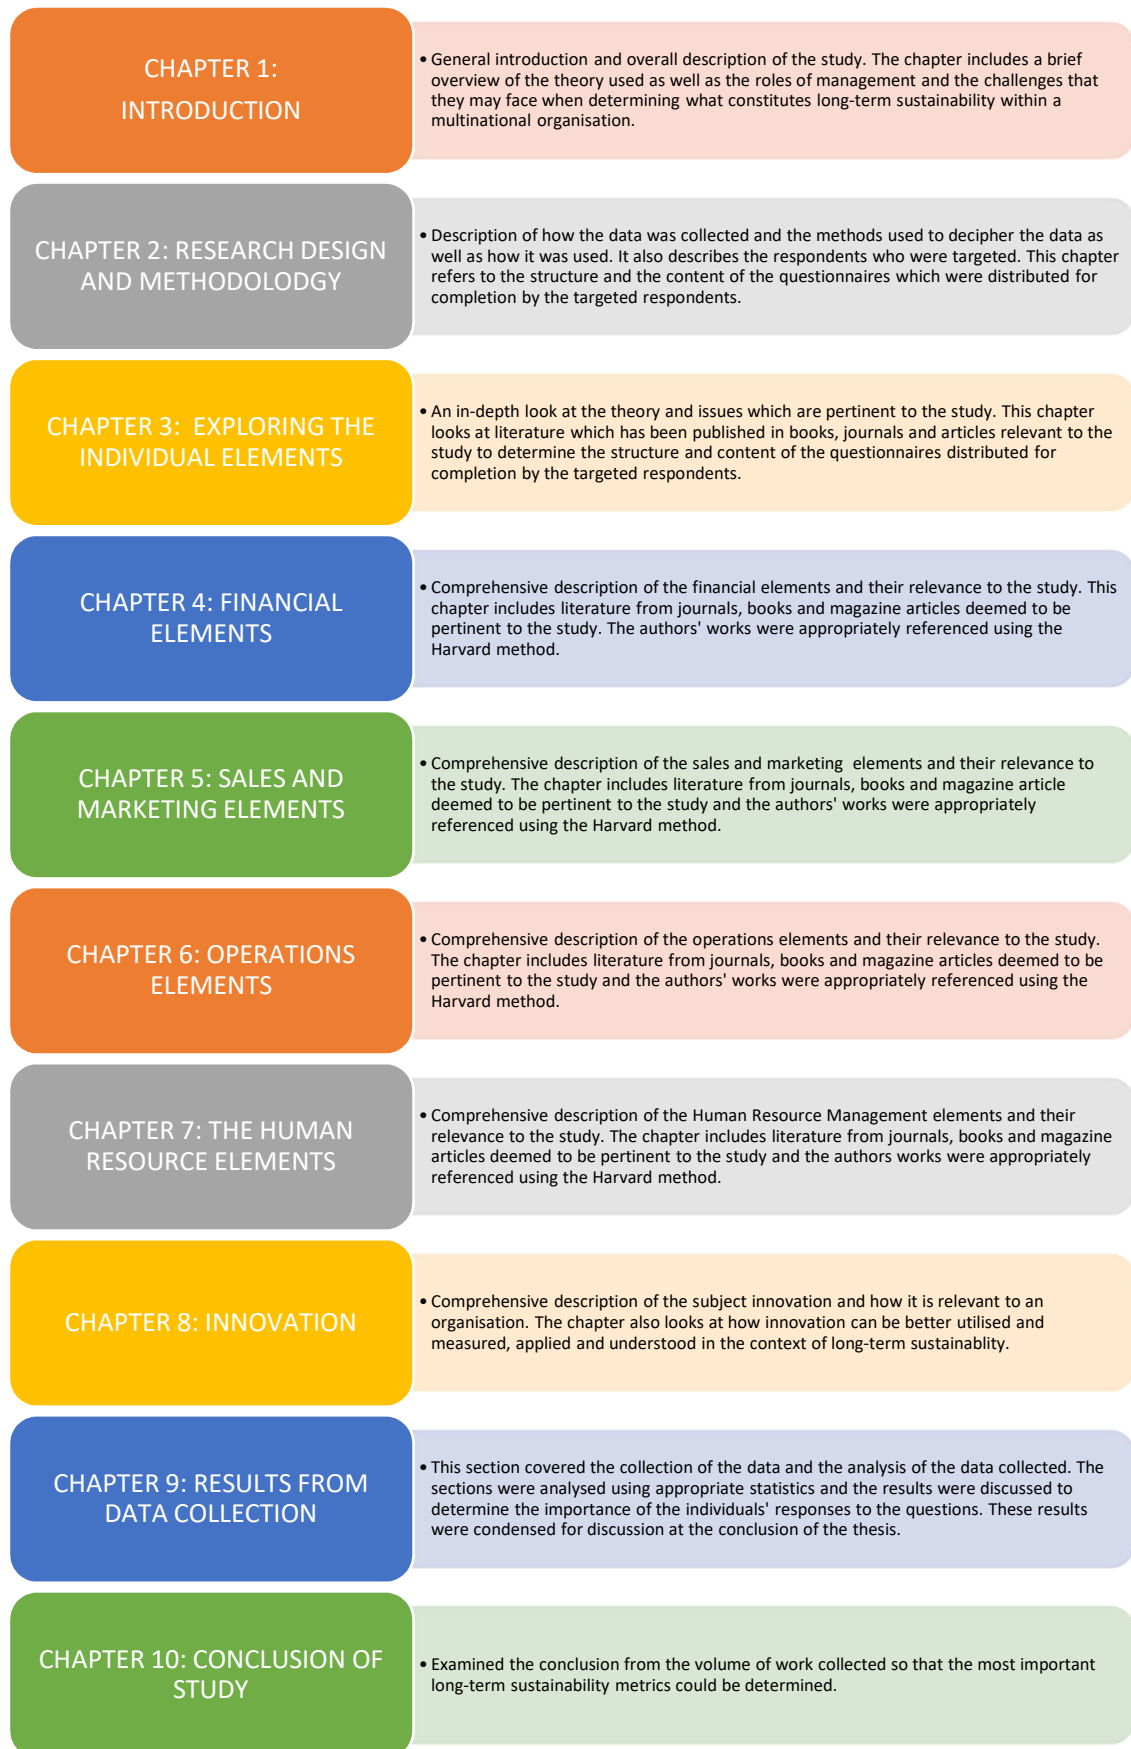 CHAPTER 1:
INTRODUCTION
• General introduction and overall description of the study. The chapter includes a brief
overview of the theory used as well as the roles of management and the challenges that
they may face when determining what constitutes long-term sustainability within a
multinational organisation.
CHAPTER 2: RESEARCH DESIGN
AND METHODOLODGY
• Description of how the data was collected and the methods used to decipher the data as
well as how it was used. It also describes the respondents who were targeted. This chapter
refers to the structure and the content of the questionnaires which were distributed for
completion by the targeted respondents.
CHAPTER 3:  EXPLORING THE
INDIVIDUAL ELEMENTS
• An in-depth look at the theory and issues which are pertinent to the study. This chapter
looks at literature which has been published in books, journals and articles relevant to the
study to determine the structure and content of the questionnaires distributed for
completion by the targeted respondents.
CHAPTER 4: FINANCIAL
ELEMENTS
• Comprehensive description of the financial elements and their relevance to the study. This
chapter includes literature from journals, books and magazine articles deemed to be
pertinent to the study. The authors' works were appropriately referenced using the
Harvard method.
CHAPTER 5: SALES AND
MARKETING ELEMENTS
• Comprehensive description of the sales and marketing  elements and their relevance to
the study. The chapter includes literature from journals, books and magazine article
deemed to be pertinent to the study and the authors' works were appropriately
referenced using the Harvard method.
CHAPTER 6: OPERATIONS
ELEMENTS
• Comprehensive description of the operations elements and their relevance to the study.
The chapter includes literature from journals, books and magazine articles deemed to be
pertinent to the study and the authors' works were appropriately referenced using the
Harvard method.
CHAPTER 7: THE HUMAN
RESOURCE ELEMENTS
• Comprehensive description of the Human Resource Management elements and their
relevance to the study. The chapter includes literature from journals, books and magazine
articles deemed to be pertinent to the study and the authors works were appropriately
referenced using the Harvard method.
CHAPTER 8: INNOVATION
• Comprehensive description of the subject innovation and how it is relevant to an
organisation. The chapter also looks at how innovation can be better utilised and
measured, applied and understood in the context of long-term sustainablity.
CHAPTER 9: RESULTS FROM
DATA COLLECTION
• This section covered the collection of the data and the analysis of the data collected. The
sections were analysed using appropriate statistics and the results were discussed to
determine the importance of the individuals' responses to the questions. These results
were condensed for discussion at the conclusion of the thesis.
CHAPTER 10: CONCLUSION OF
STUDY
• Examined the conclusion from the volume of work collected so that the most important
long-term sustainability metrics could be determined.